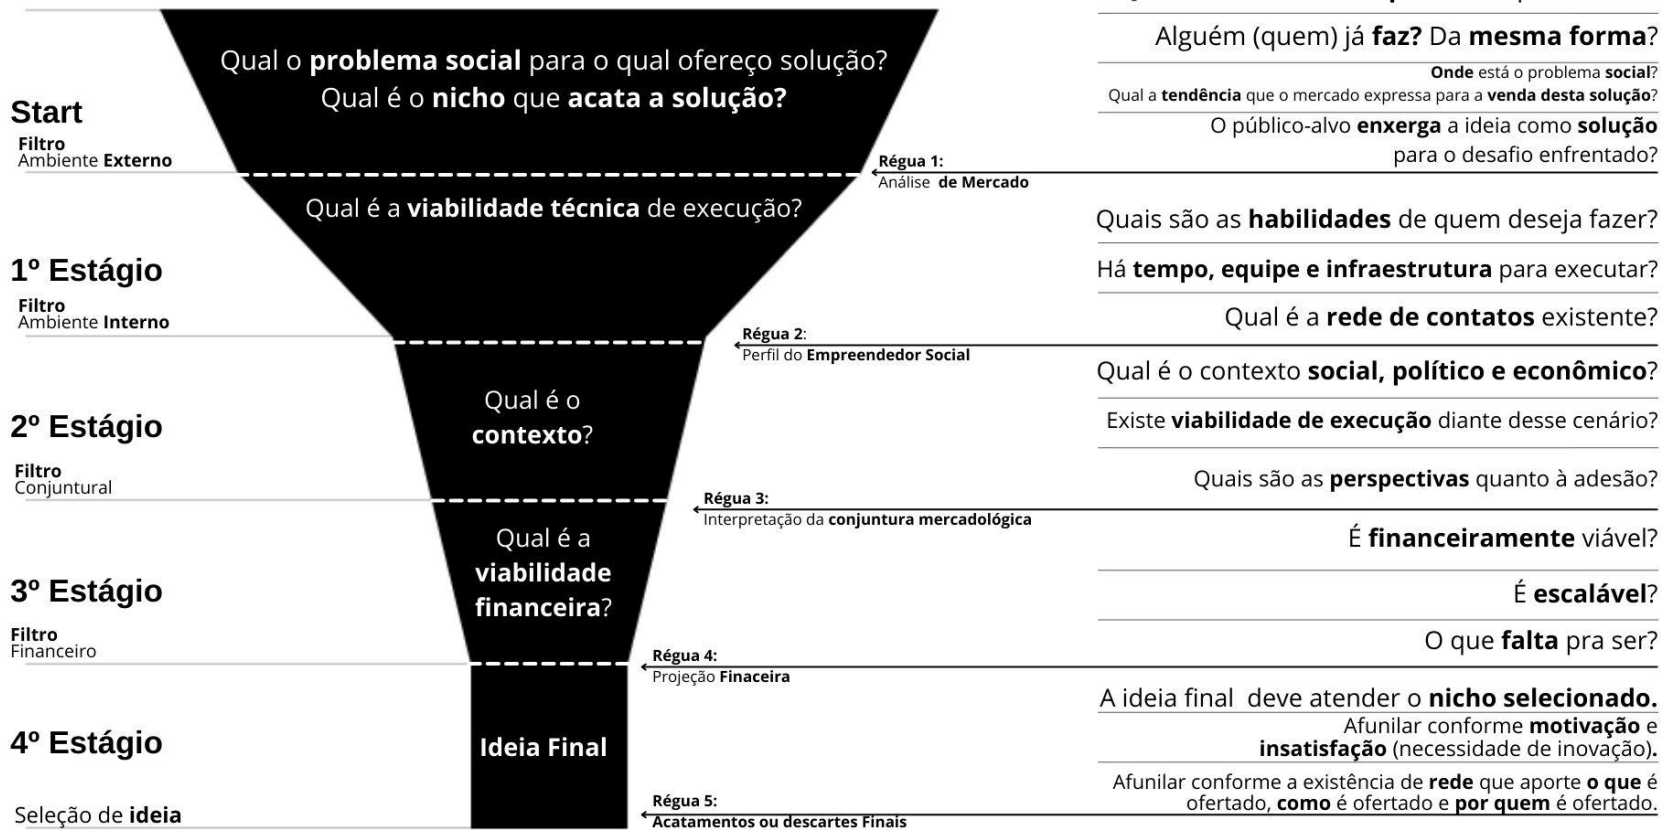 Alguém (quem) já faz? Da mesma forma?
Qual o problema social para o qual ofereço solução?
Qual é o nicho que acata a solução?
Onde está o problema social?
Qual a tendência que o mercado expressa para a venda desta solução?
Start
Filtro
Ambiente Externo
O público-alvo enxerga a ideia como solução
para o desafio enfrentado?
Régua 1:
Análise de Mercado
Qual é a viabilidade técnica de execução?
Quais são as habilidades de quem deseja fazer?
1º Estágio
Há tempo, equipe e infraestrutura para executar?
Filtro
Ambiente Interno
Qual é a rede de contatos existente?
Régua 2:
Perfil do Empreendedor Social
Qual é o contexto social, político e econômico?
Qual é o
contexto?
2º Estágio
Existe viabilidade de execução diante desse cenário?
Filtro
Conjuntural
Quais são as perspectivas quanto à adesão?
Régua 3:
Interpretação da conjuntura mercadológica
Qual é a
viabilidade
financeira?
É financeiramente viável?
3º Estágio
É escalável?
Filtro
Financeiro
O que falta pra ser?
Régua 4:
Projeção Finaceira
A ideia final deve atender o nicho selecionado.
4º Estágio
Ideia Final
Afunilar conforme motivação e
insatisfação (necessidade de inovação).
Afunilar conforme a existência de rede que aporte o que é
ofertado, como é ofertado e por quem é ofertado.
Seleção de ideia
Régua 5:
Acatamentos ou descartes Finais